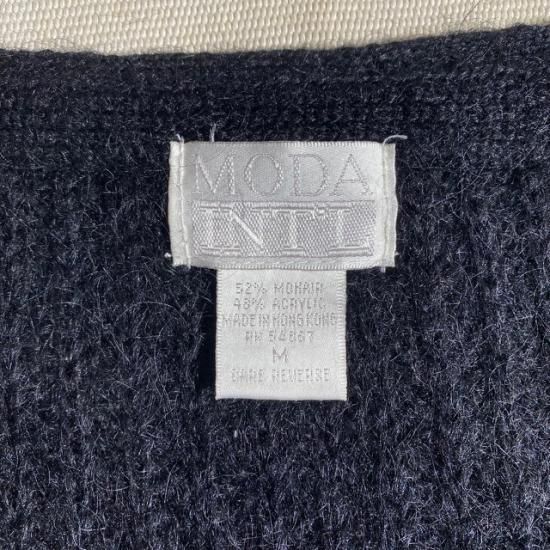 MODA
INT'L
52% MOHAIR
48% ACRYLIC
MADE IN HONG KONG
RN 54867
M
CARE REVERSE